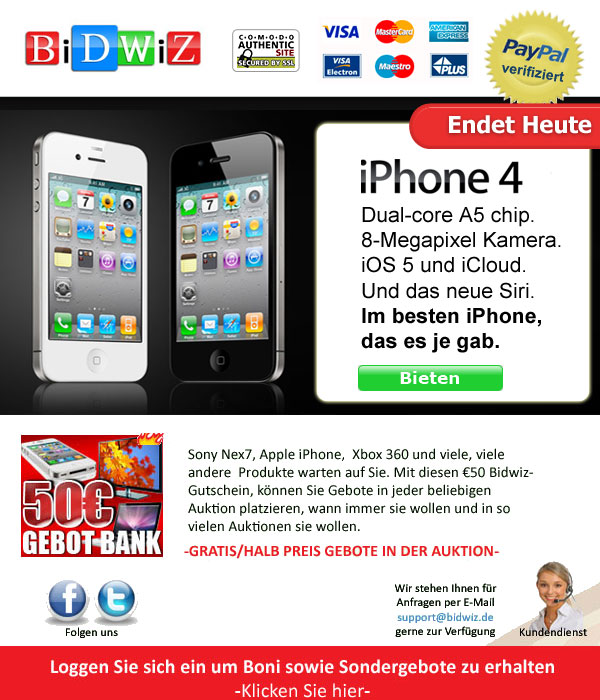 BiDWiZ
COMODO
AUTHENTIC
SITE
SECURED BY SSL
VISA
MasterCard
AMERICAN EXPRESS
VISA
Electron
Maestro
PLUS
PayPal
verifiziert
Endet Heute
iPhone 4
Dual-core A5 chip.
8-Megapixel Kamera.
iOS 5 und iCloud.
Und das neue Siri.
Im besten iPhone,
das es je gab.
Bieten
50€
GEBOT BANK
Sony Nex7, Apple iPhone, Xbox 360 und viele, viele
andere Produkte warten auf Sie. Mit diesen €50 Bidwiz-
Gutschein, können Sie Gebote in jeder beliebigen
Auktion platzieren, wann immer sie wollen und in so
vielen Auktionen sie wollen.
-GRATIS/HALB PREIS GEBOTE IN DER AUKTION-
Folgen uns
Wir stehen Ihnen für
Anfragen per E-Mail
support@bidwiz.de
gerne zur Verfügung
Kundendienst
Loggen Sie sich ein um Boni sowie Sondergebote zu erhalten
-Klicken Sie hier-